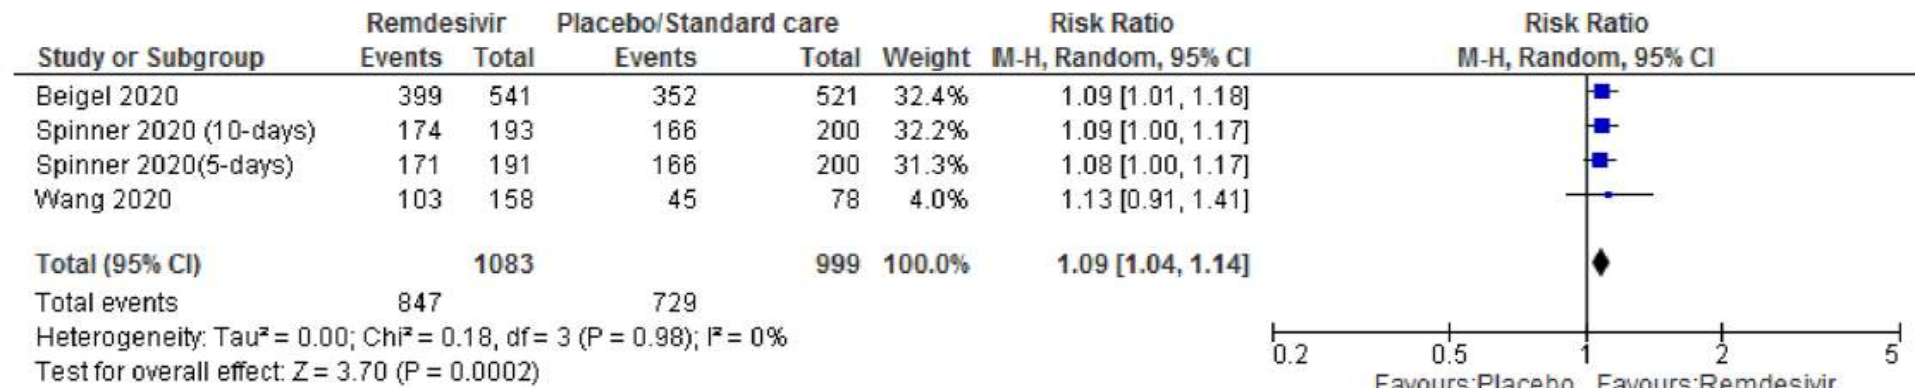 Remdesivir Placebo/Standard care Risk Ratio Risk Ratio
Study or Subgroup Events Total Events Total Weight M-H, Random, 95% CI M-H, Random, 95% CI
Beigel 2020 399 541 352 521 32.4% 1.09 [1.01, 1.18]
Spinner 2020 (10-days) 174 193 166 200 32.2% 1.09 [1.00, 1.17]
Spinner 2020(5-days) 171 191 166 200 31.3% 1.08 [1.00, 1.17]
Wang 2020 103 158 45 78 4.0% 1.13 [0.91, 1.41]
Total (95% CI) 1083 999 100.0% 1.09 [1.04, 1.14]
Total events 847 729
Heterogeneity: Tau² = 0.00; Chi² = 0.18, df = 3 (P = 0.98); I² = 0%
0.2 0.5 1 2 5
Test for overall effect: Z = 3.70 (P = 0.0002)
Favours:Placebo Favours:Remdesivir